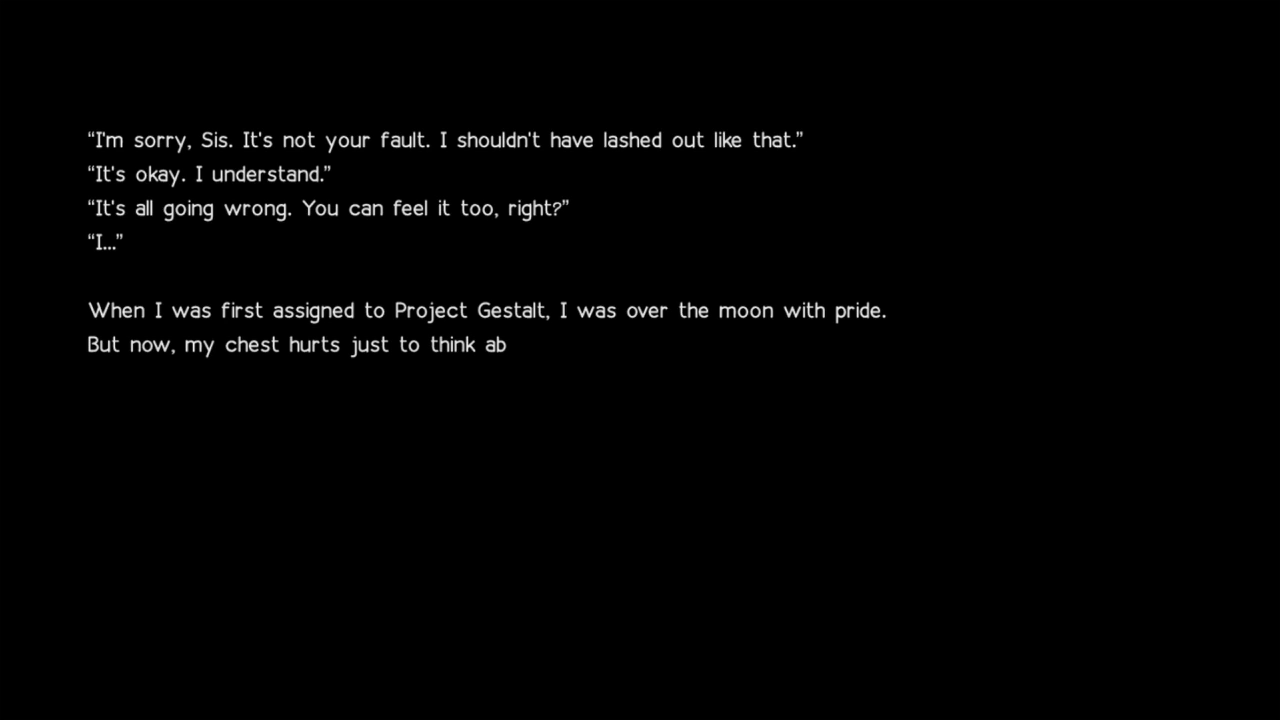 “I'm sorry, Sis. It's not your fault. I shouldn't have lashed out like that.”
“It's okay. I understand.”
“It's all going wrong. You can feel it too, right?”
“I...”
When I was first assigned to Project Gestalt, I was over the moon with pride.
But now, my chest hurts just to think ab